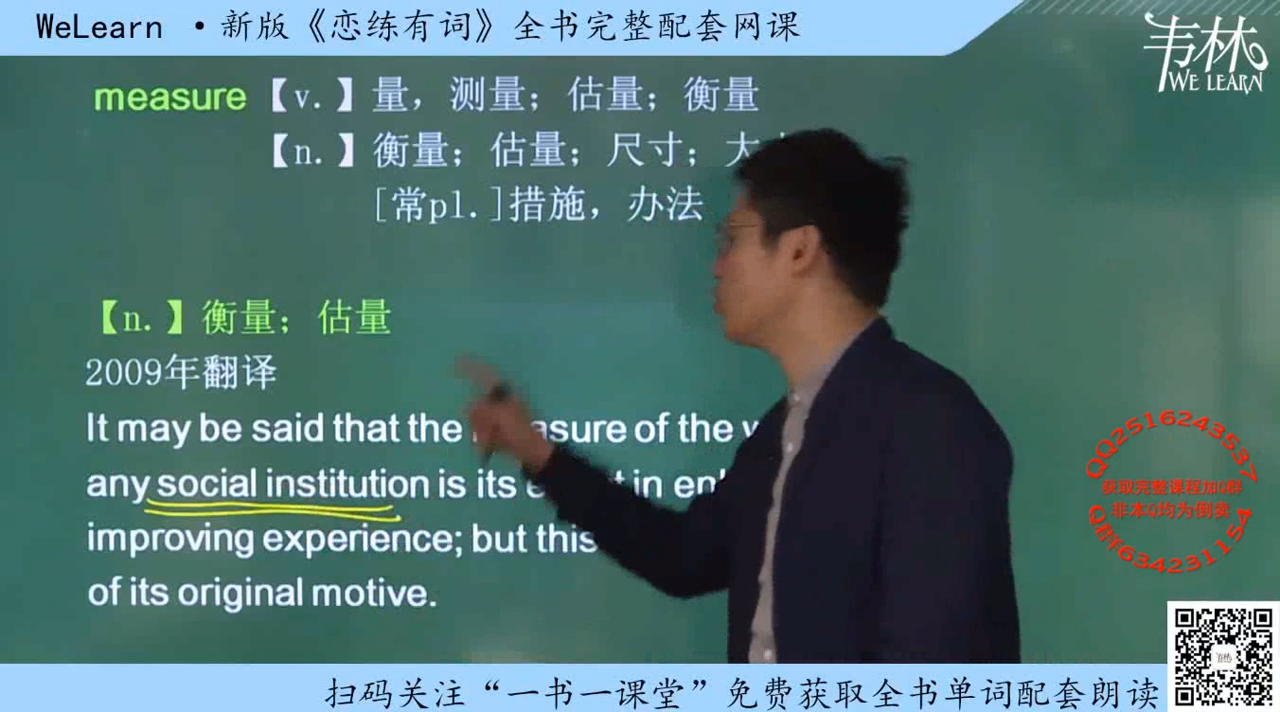 WeLearn ·新版《恋练有词》全书完整配套网课
韦林
WE LEARN
measure【v.】量，测量；估量；衡量
【n.】衡量；估量；尺寸；大
[常pl.]措施，办法
【n.】衡量；估量
2009年翻译
It may be said that the of the
any social institution is its in
improving experience; but this
of its original motive.
QQ2516243537
获取完整课程加Q群
非本Q均为倒卖
Q群634231154
扫码关注“一书一课堂”免费获取全书单词配套朗读